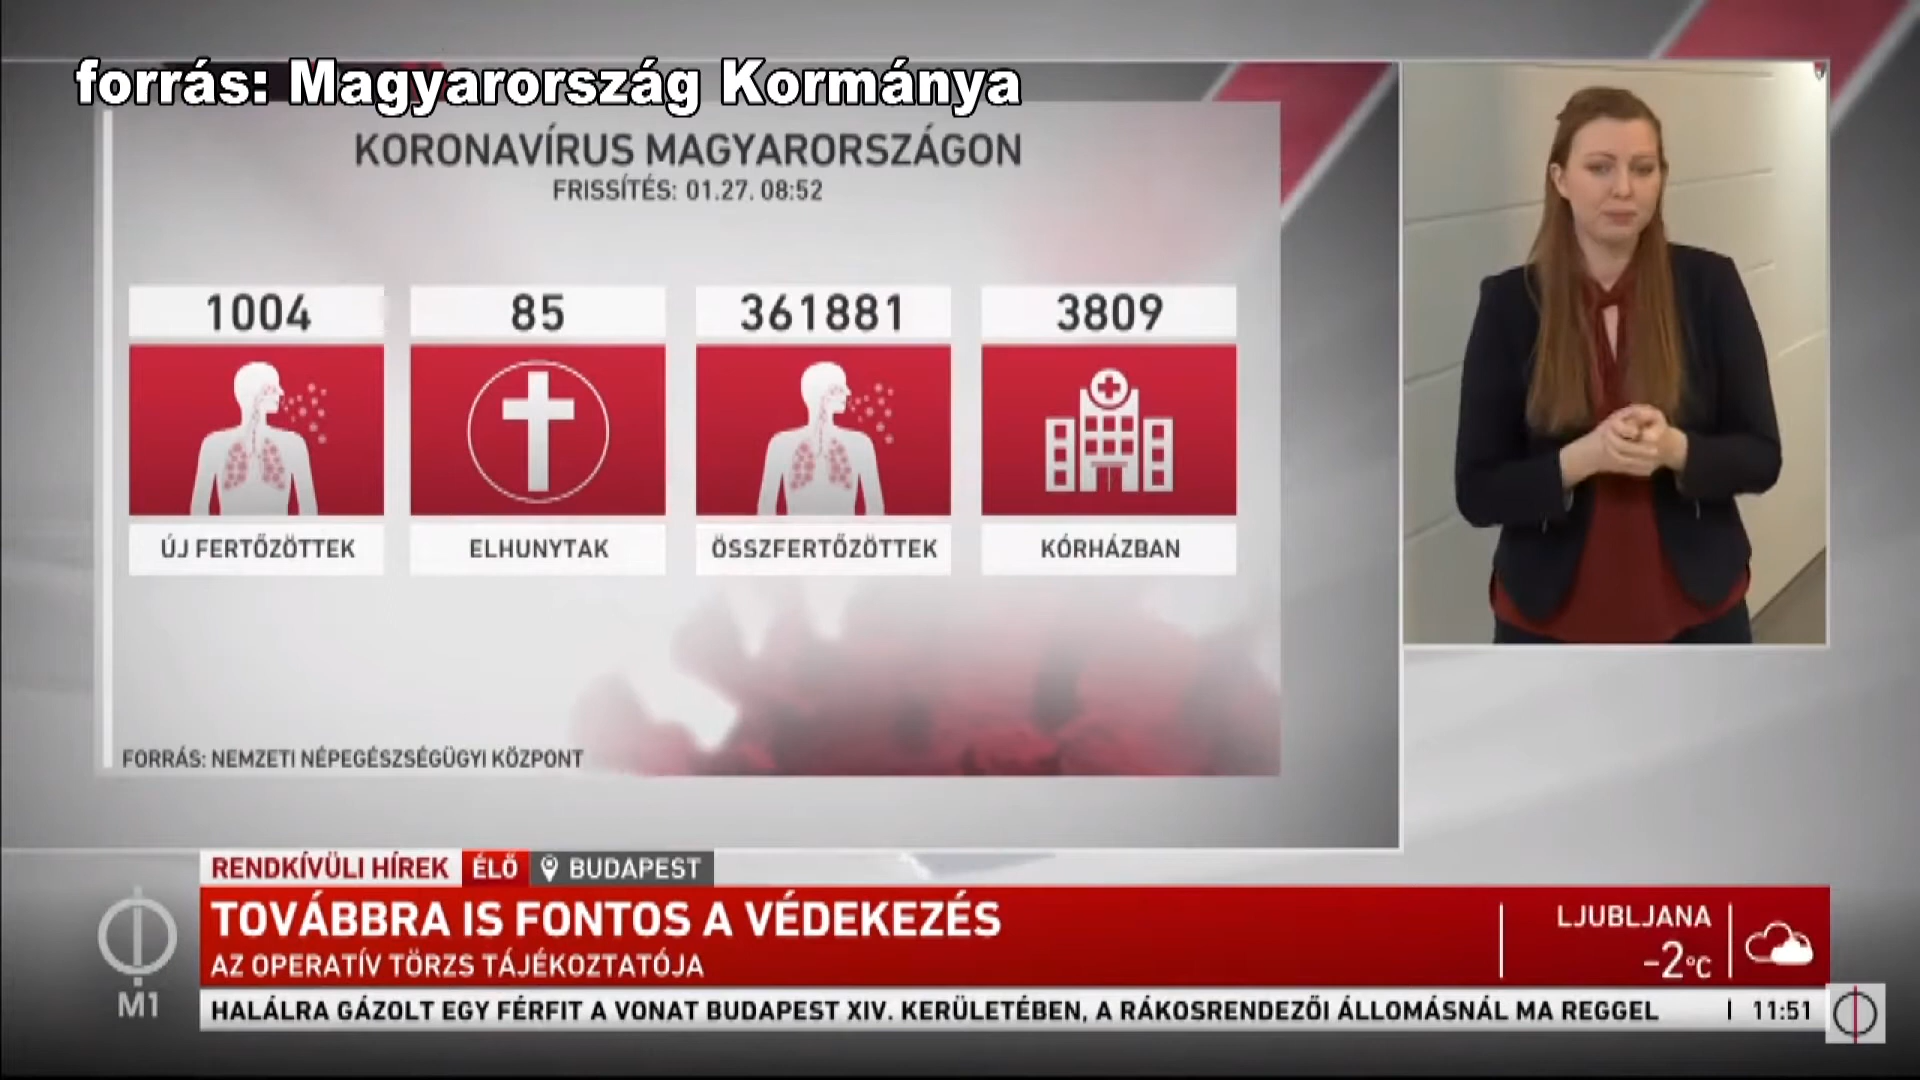 forrás: Magyarország Kormánya
KORONAVÍRUS MAGYARORSZÁGON
FRISSÍTÉS: 01.27. 08:52
1004
85
361881
3809
ÚJ FERTŐZÖTTEK
ELHUNYTAK
ÖSSZFERTŐZÖTTEK
KÓRHÁZBAN
FORRÁS: NEMZETI NÉPEGÉSZSÉGÜGYI KÖZPONT
RENDKÍVÜLI HÍREK ÉLŐ BUDAPEST
TOVÁBBRA IS FONTOS A VÉDEKEZÉS
AZ OPERATÍV TÖRZS TÁJÉKOZTATÓJA
LJUBLJANA
-2°C
M1
HALÁLRA GÁZOLT EGY FÉRFIT A VONAT BUDAPEST XIV. KERÜLETÉBEN, A RÁKOSRENDEZŐI ÁLLOMÁSNÁL MA REGGEL
11:51